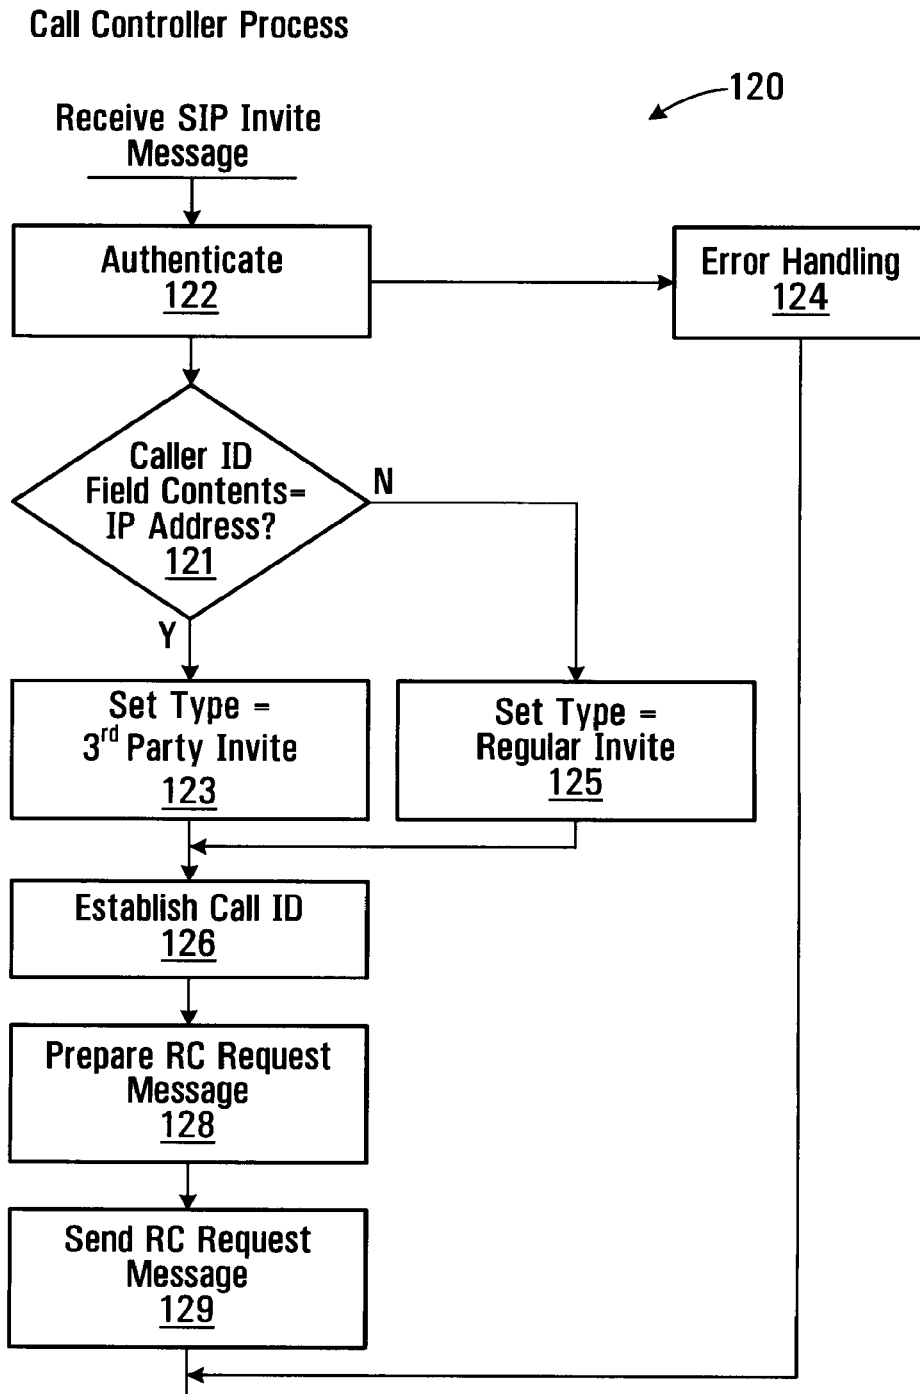 Call Controller Process
120
Receive SIP Invite
Message
Authenticate
122
Error Handling
124
Caller ID
Field Contents=
IP Address?
121
N
Y
Set Type =
3rd Party Invite
123
Set Type =
Regular Invite
125
Establish Call ID
126
Prepare RC Request
Message
128
Send RC Request
Message
129